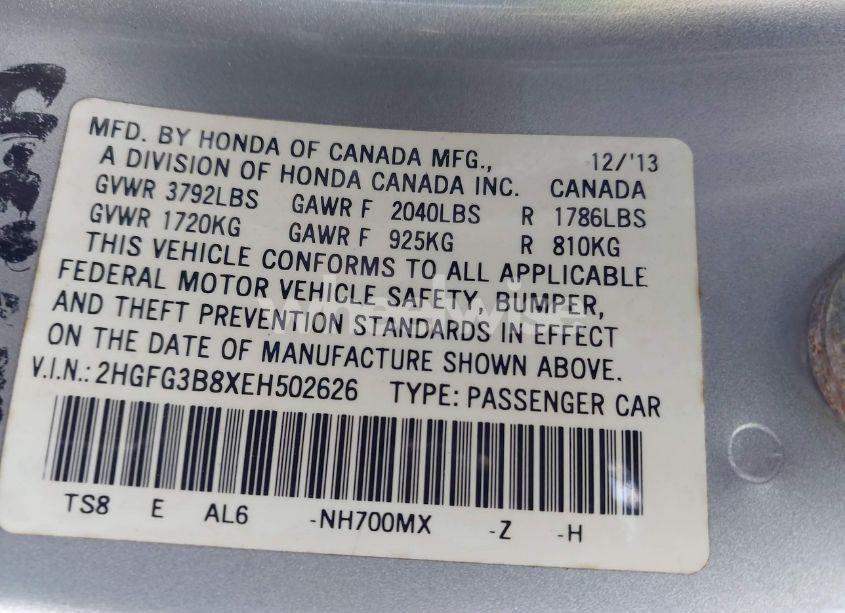 MFD. BY HONDA OF CANADA MFG., 12/'13
A DIVISION OF HONDA CANADA INC. CANADA
GVWR 3792LBS GAWR F 2040LBS R 1786LBS
GVWR 1720KG GAWR F 925KG R 810KG
THIS VEHICLE CONFORMS TO ALL APPLICABLE
FEDERAL MOTOR VEHICLE SAFETY, BUMPER,
AND THEFT PREVENTION STANDARDS IN EFFECT
ON THE DATE OF MANUFACTURE SHOWN ABOVE.
V.I.N.: 2HGFG3B8XEH502626 TYPE: PASSENGER CAR
TS8 E AL6 -NH700MX -Z -H